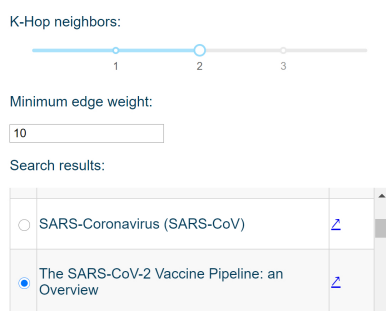 K-Hop neighbors:
1 2 3
Minimum edge weight:
10
Search results:
SARS-Coronavirus (SARS-CoV)
The SARS-CoV-2 Vaccine Pipeline: an
Overview